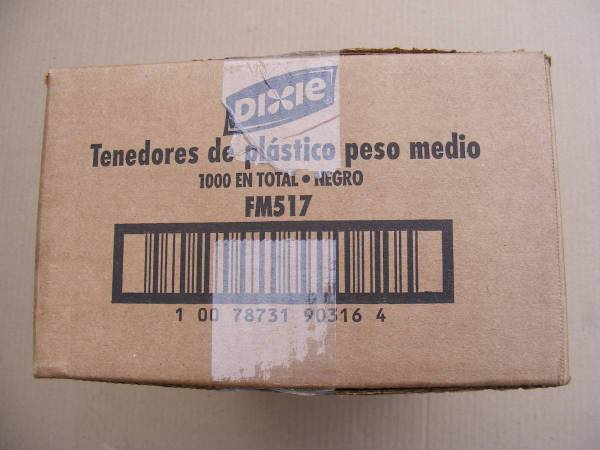 DIXIE
Tenedores de plástico peso medio
1000 EN TOTAL • NEGRO
FM517
1 00 78731 90316 4